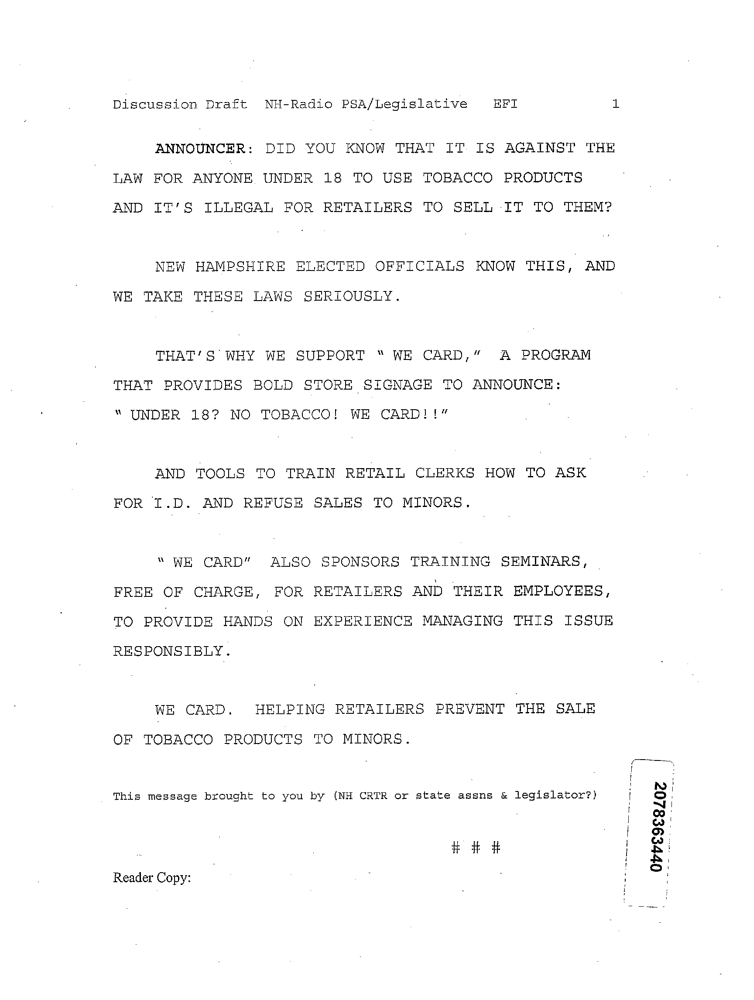 Discussion Draft NH-Radio PSA/Legislative EFI 1
ANNOUNCER: DID YOU KNOW THAT IT IS AGAINST THE
LAW FOR ANYONE UNDER 18 TO USE TOBACCO PRODUCTS
AND IT'S ILLEGAL FOR RETAILERS TO SELL IT TO THEM?
NEW HAMPSHIRE ELECTED OFFICIALS KNOW THIS, AND
WE TAKE THESE LAWS SERIOUSLY.
THAT'S WHY WE SUPPORT " WE CARD," A PROGRAM
THAT PROVIDES BOLD STORE SIGNAGE TO ANNOUNCE:
" UNDER 18? NO TOBACCO! WE CARD!!"
AND TOOLS TO TRAIN RETAIL CLERKS HOW TO ASK
FOR I.D. AND REFUSE SALES TO MINORS.
" WE CARD" ALSO SPONSORS TRAINING SEMINARS,
FREE OF CHARGE, FOR RETAILERS AND THEIR EMPLOYEES,
TO PROVIDE HANDS ON EXPERIENCE MANAGING THIS ISSUE
RESPONSIBLY.
WE CARD. HELPING RETAILERS PREVENT THE SALE
OF TOBACCO PRODUCTS TO MINORS.
This message brought to you by (NH CRTR or state assns & legislator?)
# # #
Reader Copy:
2078363440